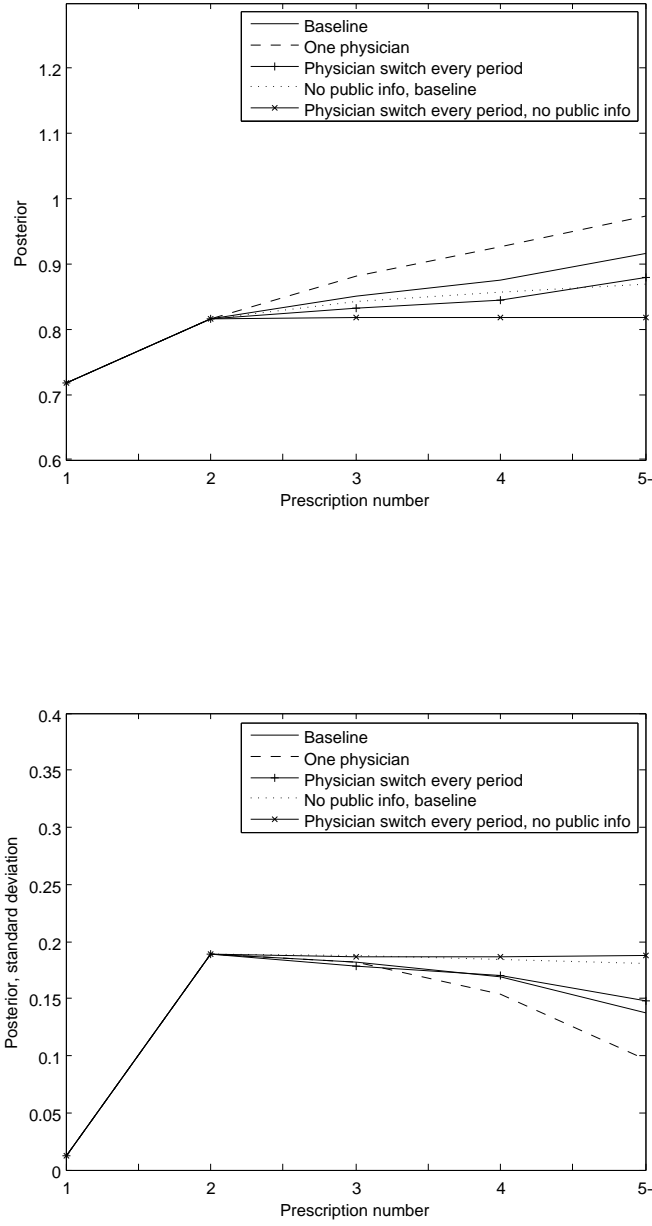 1.2
1.1
1
0.9
0.8
0.7
0.6
Posterior
Baseline
One physician
Physician switch every period
No public info, baseline
Physician switch every period, no public info
1 2 3 4 5-
Prescription number
0.4
0.35
0.3
0.25
0.2
0.15
0.1
0.05
0
Posterior, standard deviation
Baseline
One physician
Physician switch every period
No public info, baseline
Physician switch every period, no public info
1 2 3 4 5-
Prescription number